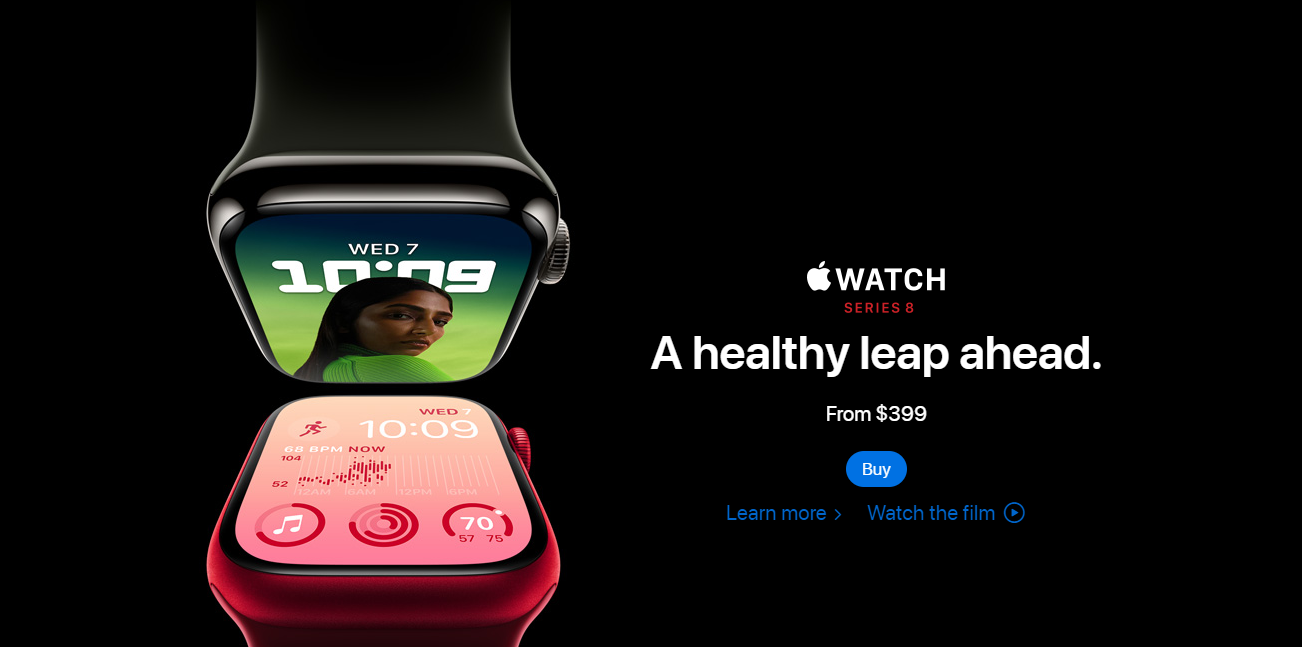 WED 7
10:09
WED 7
10:09
68 BPM NOW
104
52
12AM 6AM 12PM 6PM
70
57 75
WATCH
SERIES 8
A healthy leap ahead.
From $399
Buy
Learn more
Watch the film